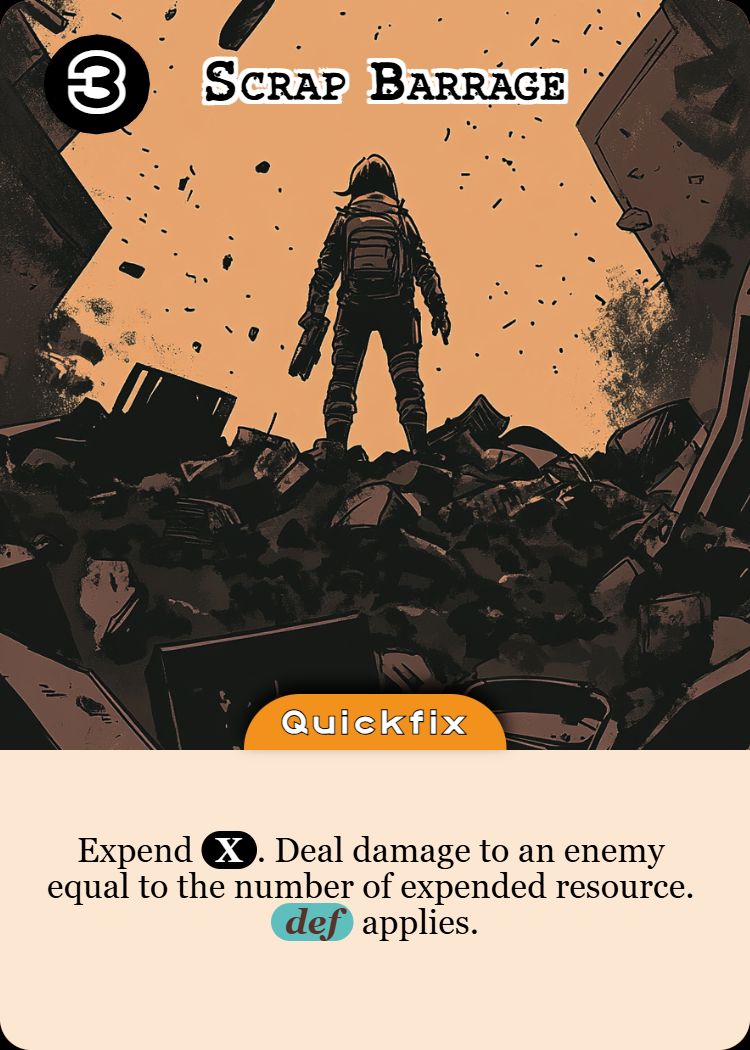 3
Scrap Barrage
Quickfix
Expend X. Deal damage to an enemy
equal to the number of expended resource.
def applies.